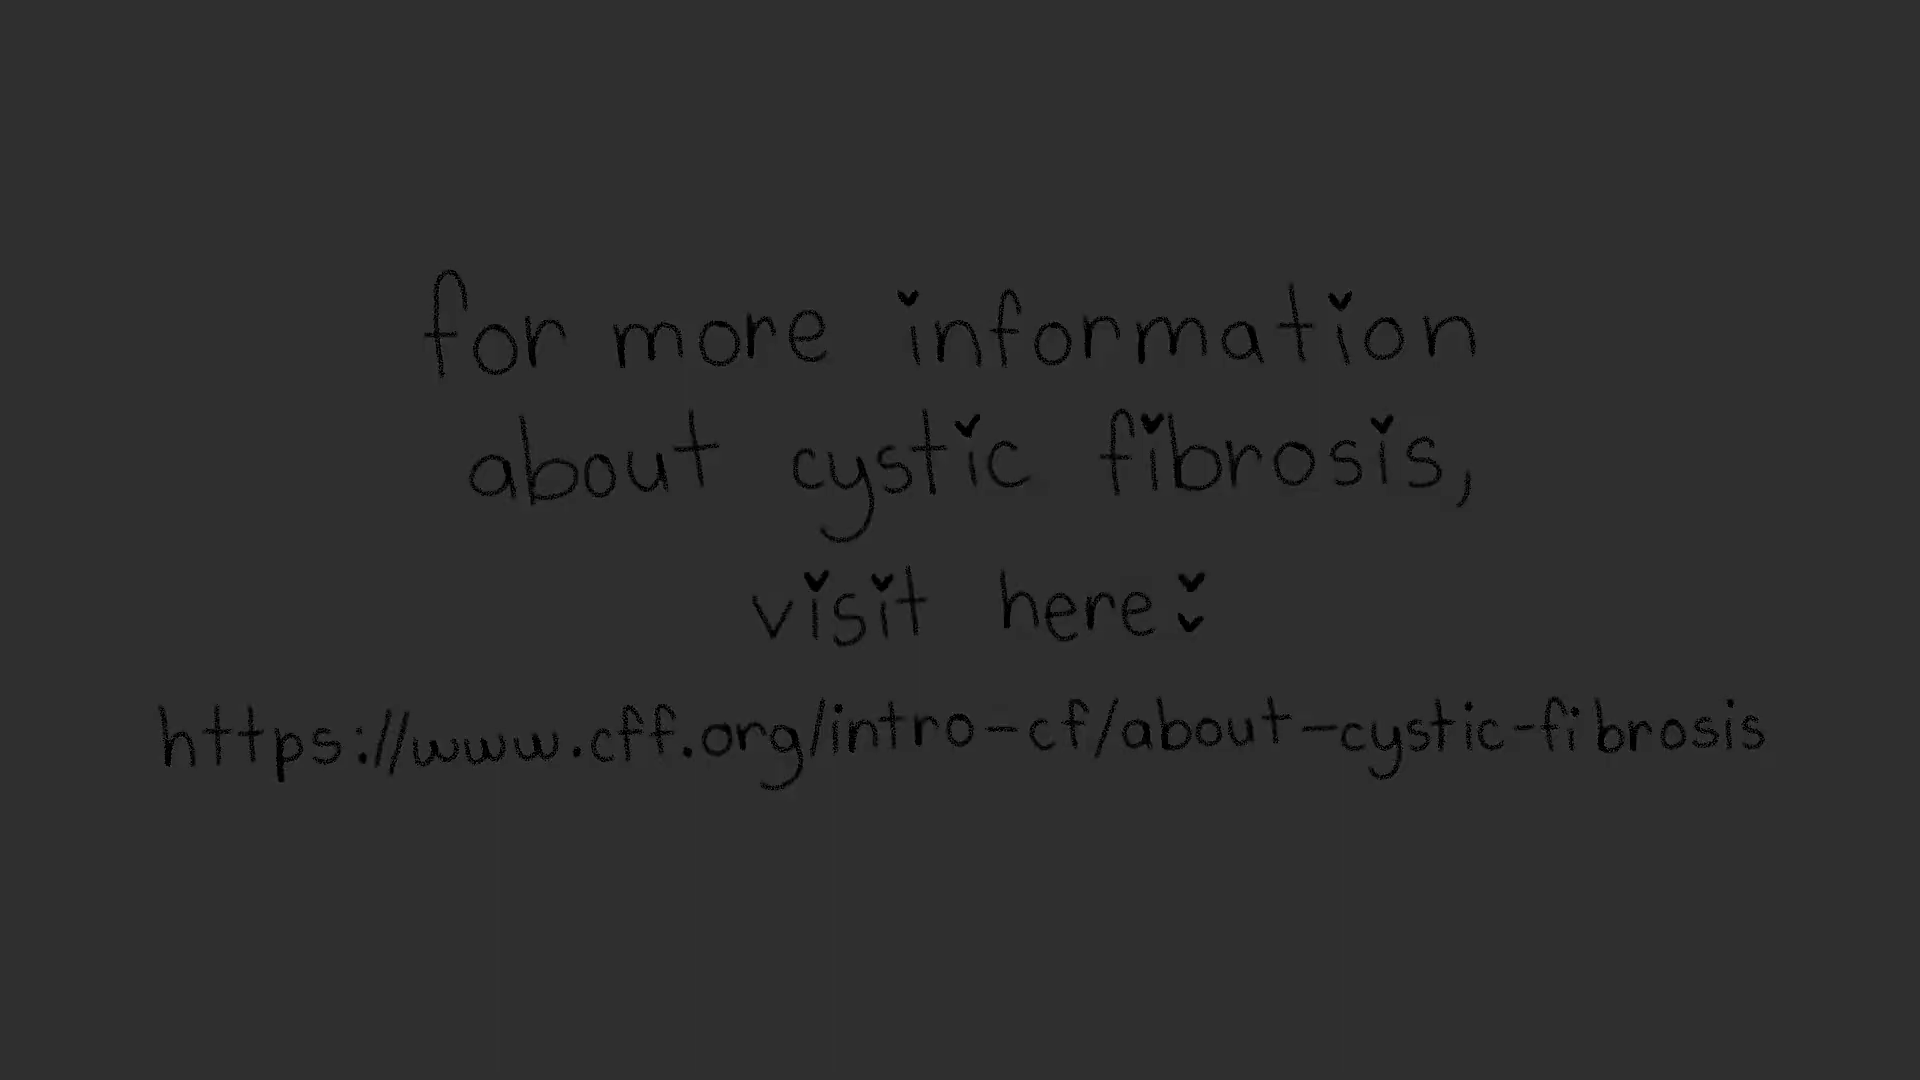 for more information
about cystic fibrosis,
visit here:
https://www.cff.org/intro-cf/about-cystic-fibrosis